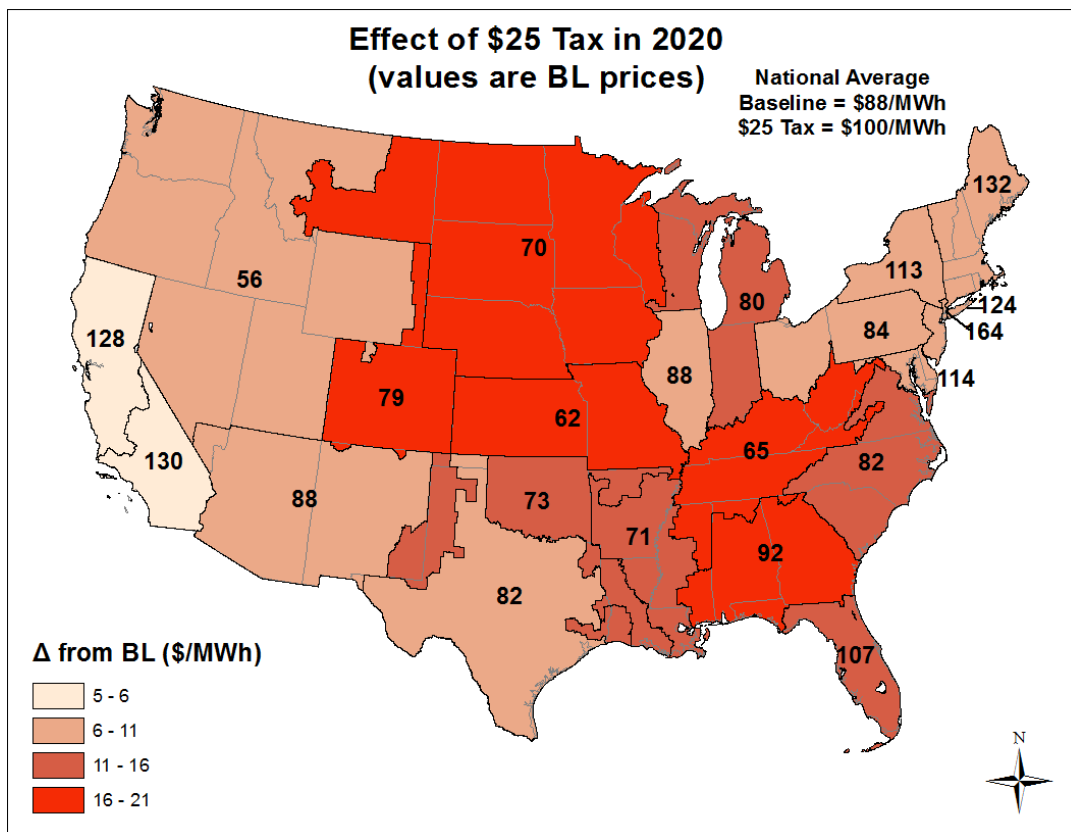 Effect of $25 Tax in 2020
(values are BL prices)
National Average
Baseline = $88/MWh
$25 Tax = $100/MWh
132
70
113
56
80
124
128
84
164
88
114
79
62
65
130
82
88
73
71
92
82
107
Δ from BL ($/MWh)
5 - 6
6 - 11
11 - 16
16 - 21
N